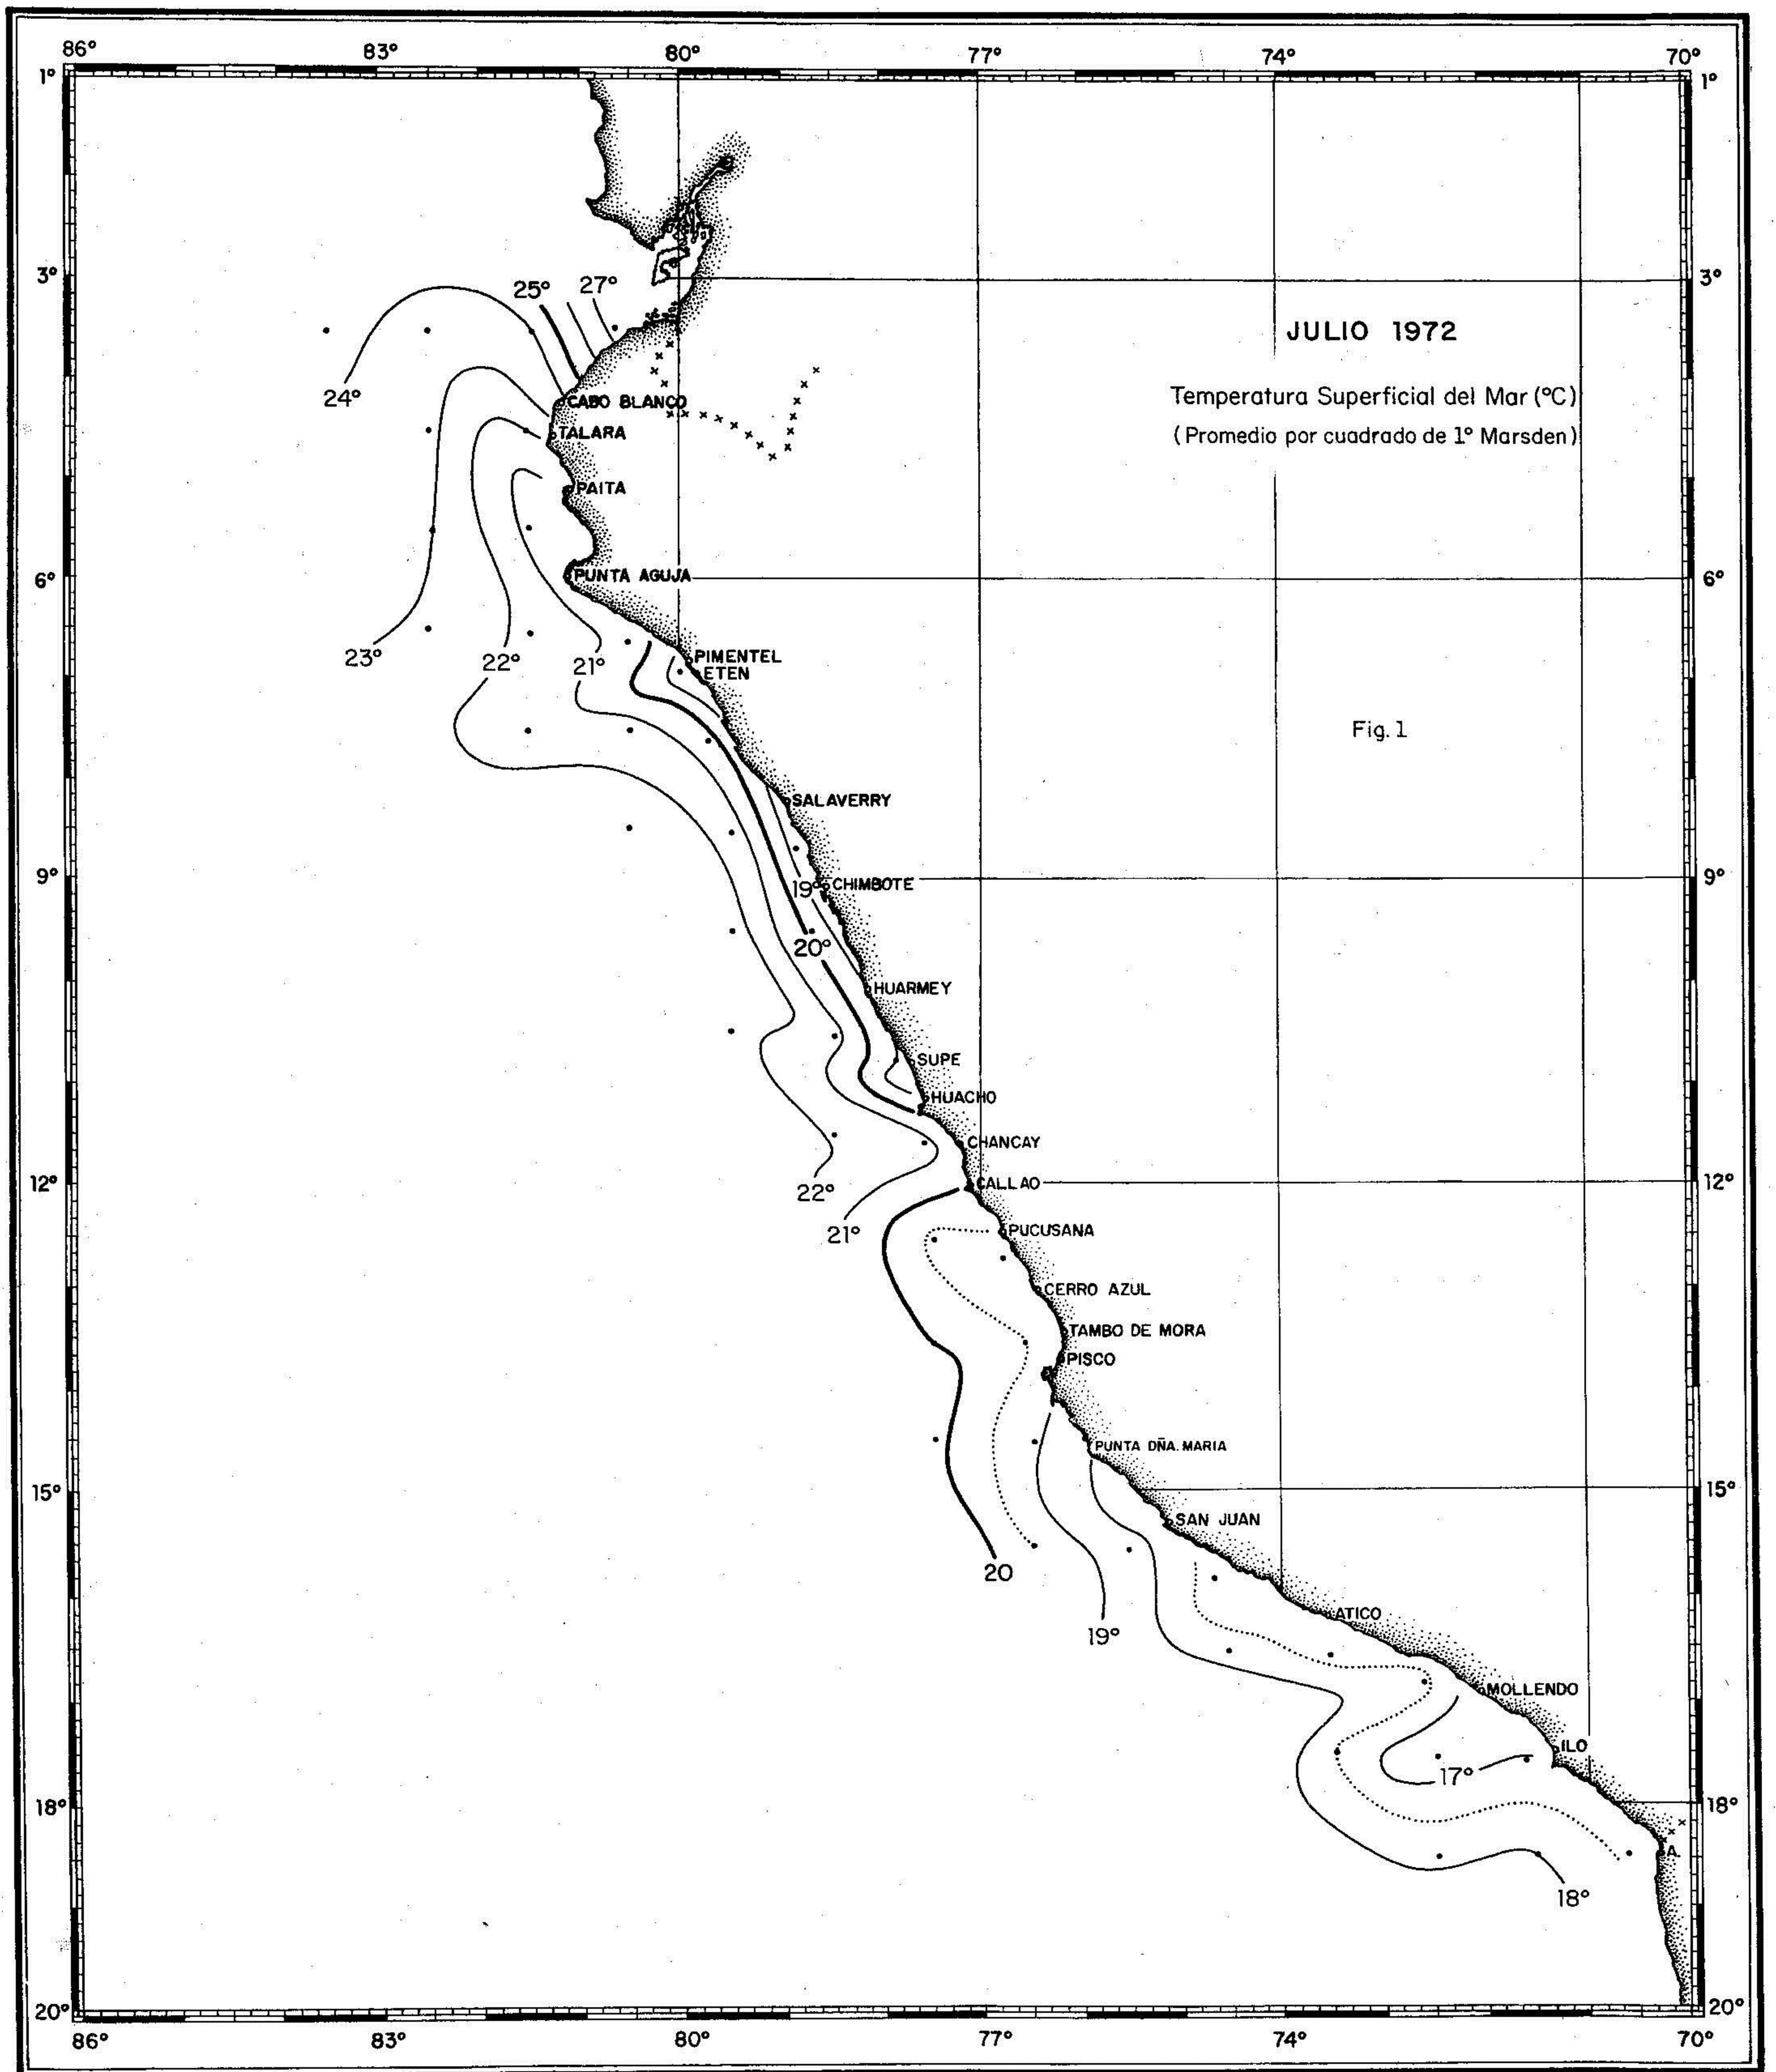 86° 83° 80° 77° 74° 70°
1° 1°
3° 3°
25° 27°
JULIO 1972
24°
CABO BLANCO
Temperatura Superficial del Mar (°C)
TALARA
(Promedio por cuadrado de 1° Marsden)
PAITA
6° PUNTA AGUJA 6°
23° 22° 21°
PIMENTEL
ETEN
Fig. 1
SALAVERRY
9° 19° CHIMBOTE 9°
20°
HUARMEY
SUPE
HUACHO
CHANCAY
12° 22° CALLAO 12°
21°
PUCUSANA
CERRO AZUL
TAMBO DE MORA
PISCO
PUNTA DÑA. MARIA
15° 15°
SAN JUAN
20
ATICO
19°
MOLLENDO
ILO
17°
18° 18°
A.
18°
20° 20°
86° 83° 80° 77° 74° 70°